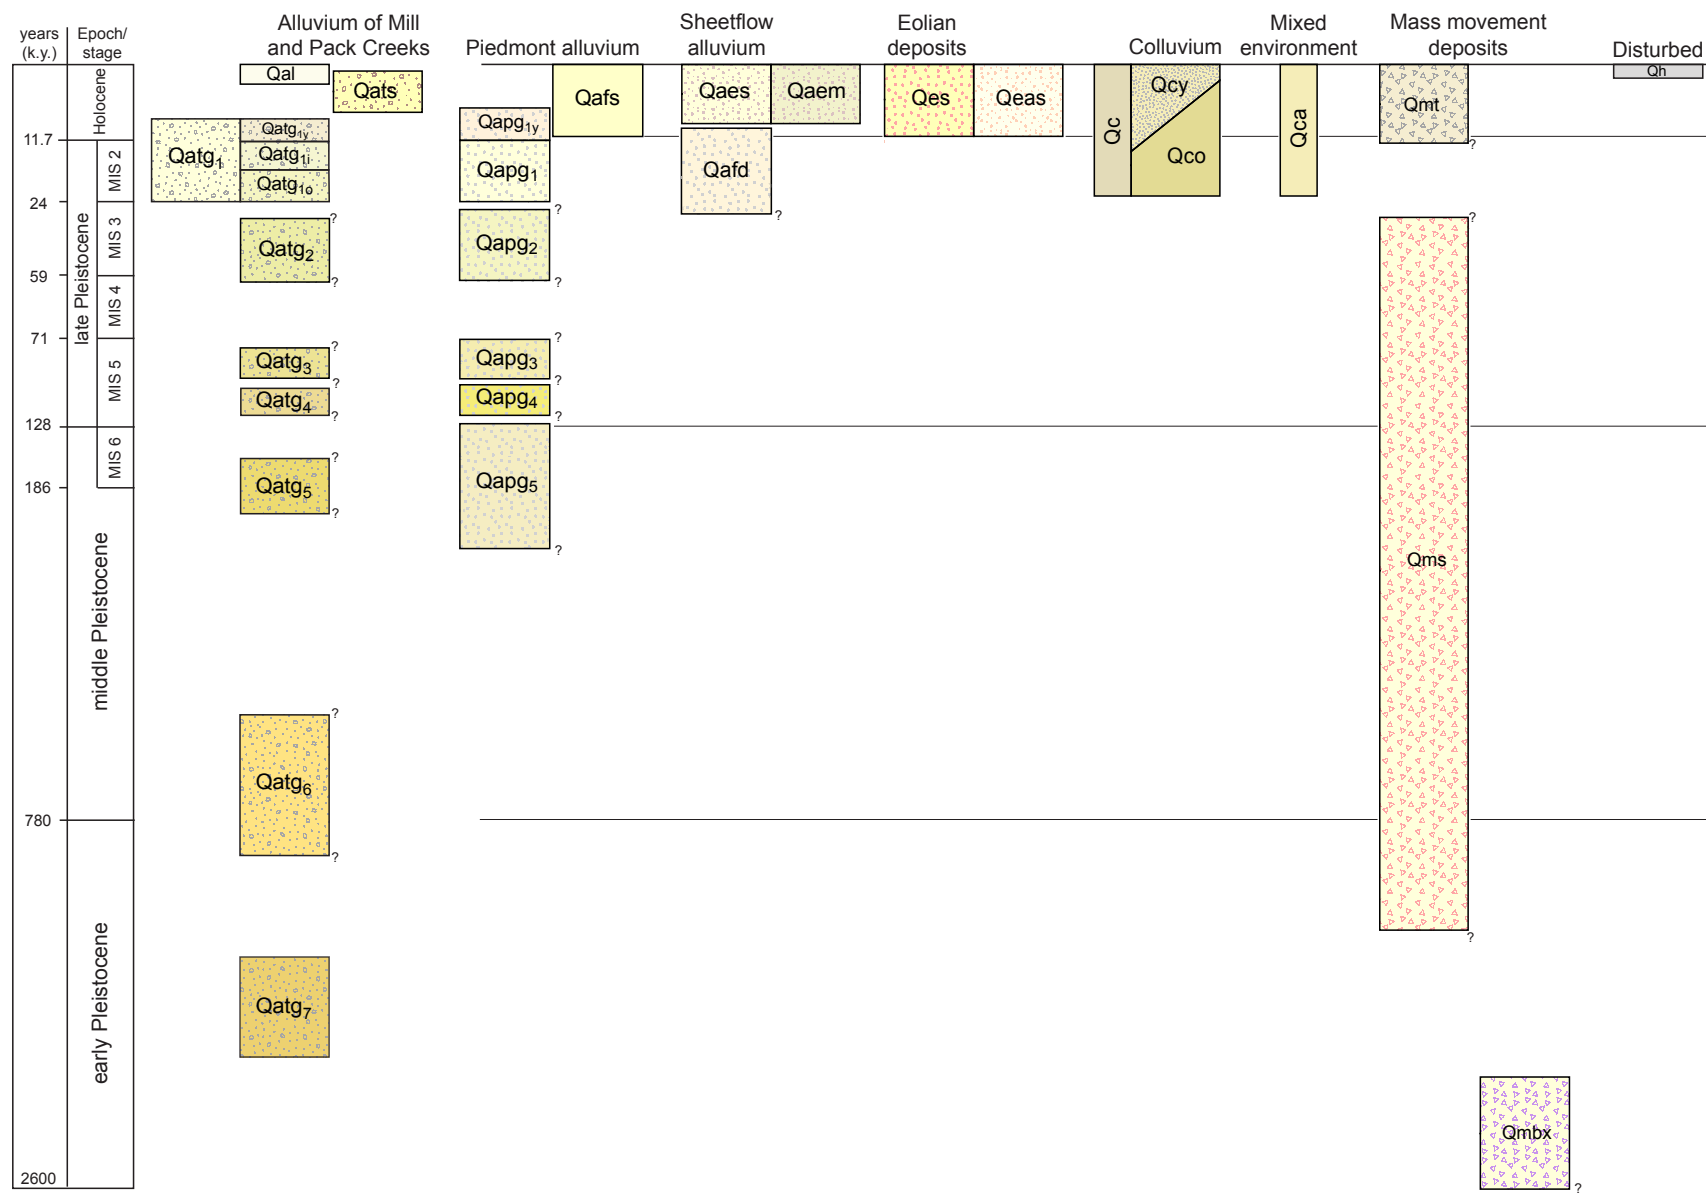 years
(k.y.)
Epoch/
stage
Alluvium of Mill
and Pack Creeks
Piedmont alluvium
Sheetflow
alluvium
Eolian
deposits
Colluvium
Mixed
environment
Mass movement
deposits
Disturbed
Holocene
Qal
Qats
Qafs
Qaes
Qaem
Qes
Qeas
Qc
Qcy
Qco
Qca
Qmt
Qh
Qatg1
Qatg1y
Qatg1i
Qatg1o
Qapg1y
Qapg1
Qafd
?
?
11.7
late Pleistocene
MIS 2
24
MIS 3
?
Qatg2
?
?
Qapg2
?
?
59
MIS 4
71
MIS 5
?
Qatg3
?
Qatg4
?
?
Qapg3
?
Qapg4
?
128
MIS 6
?
Qatg5
?
Qapg5
?
186
middle Pleistocene
Qms
?
?
Qatg6
?
780
early Pleistocene
Qatg7
Qmbx
?
2600